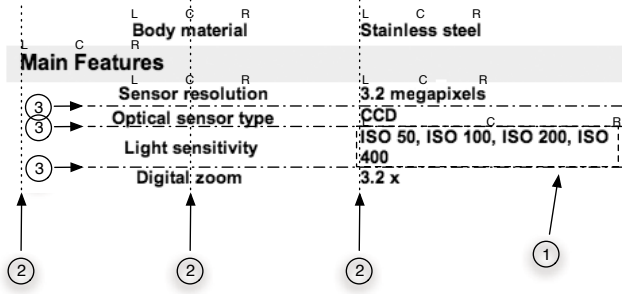 L C R L C R
Body material Stainless steel
L C R
Main Features
L C R L C R
Sensor resolution 3.2 megapixels
3
Optical sensor type CCD
3 C R
Light sensitivity ISO 50, ISO 100, ISO 200, ISO
400
3
Digital zoom 3.2 x
1
2 2 2